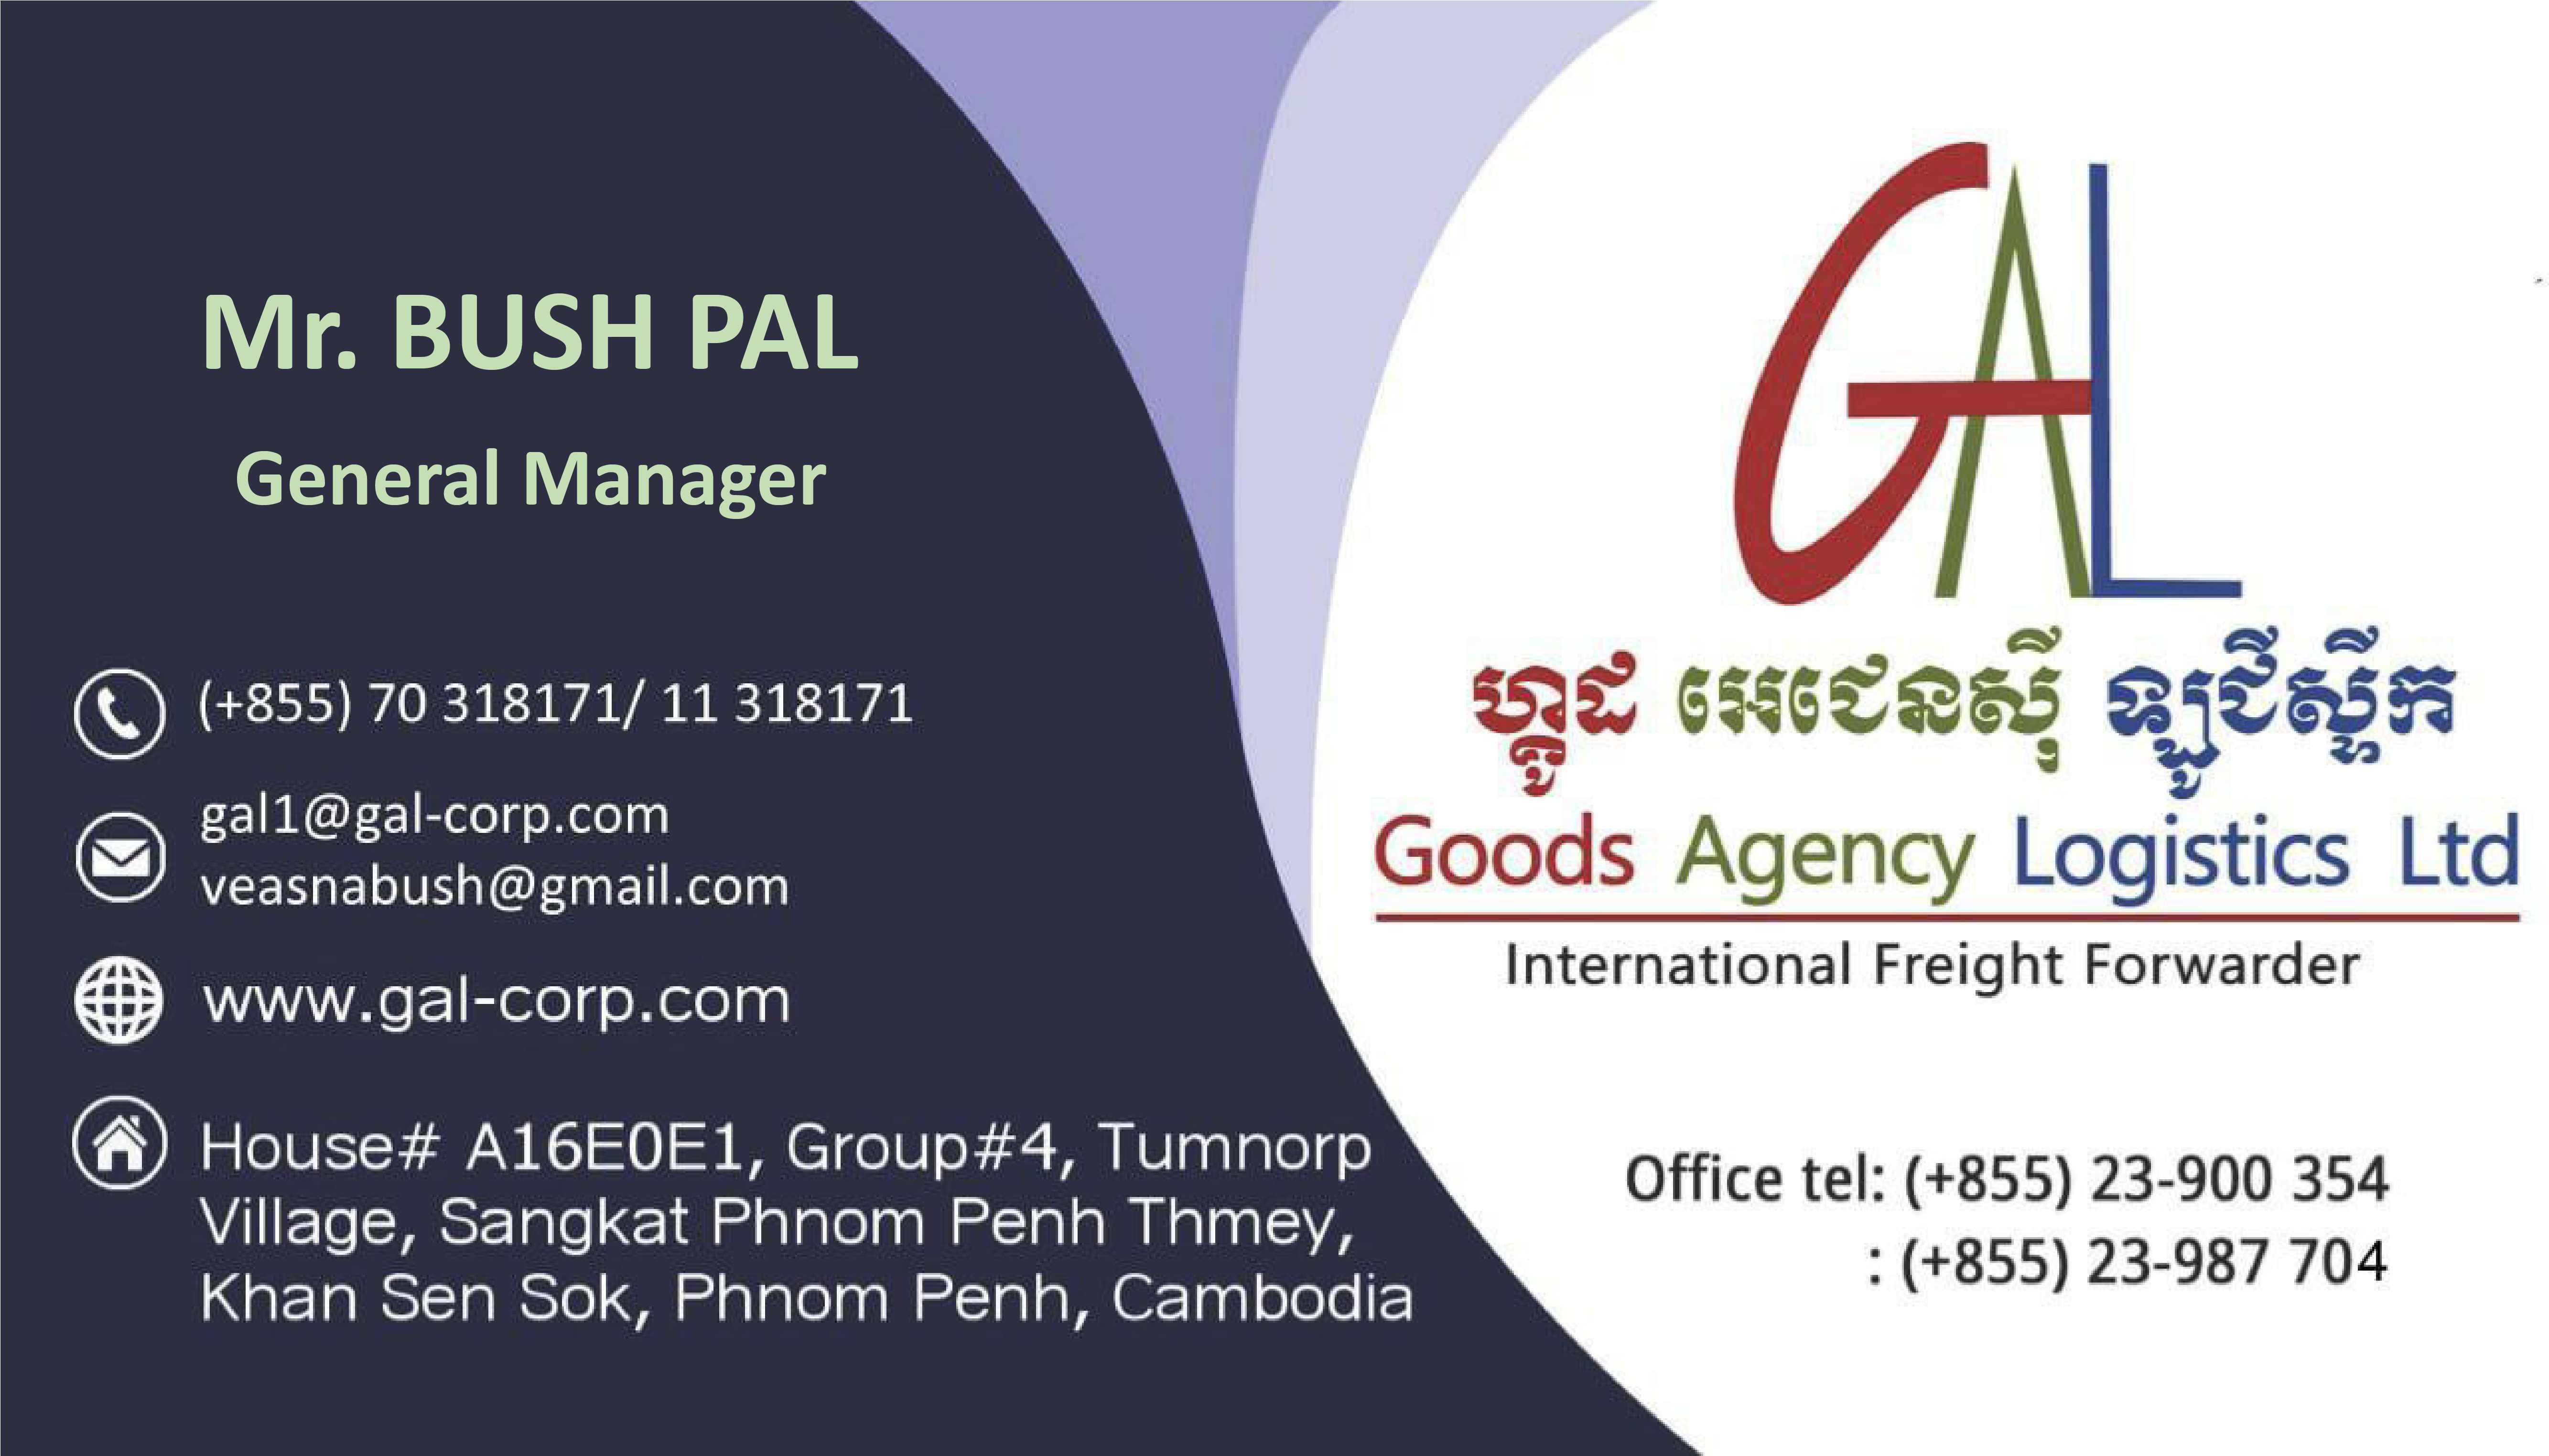 Mr. BUSH PAL
General Manager
(+855) 70 318171/ 11 318171
gal1@gal-corp.com
veasnabush@gmail.com
www.gal-corp.com
House# A16E0E1, Group#4, Tumnorp
Village, Sangkat Phnom Penh Thmey,
Khan Sen Sok, Phnom Penh, Cambodia
GAL
ហ្គូដ អេជេនស៊ី ឡូជីស្ទីក
Goods Agency Logistics Ltd
International Freight Forwarder
Office tel: (+855) 23-900 354
: (+855) 23-987 704